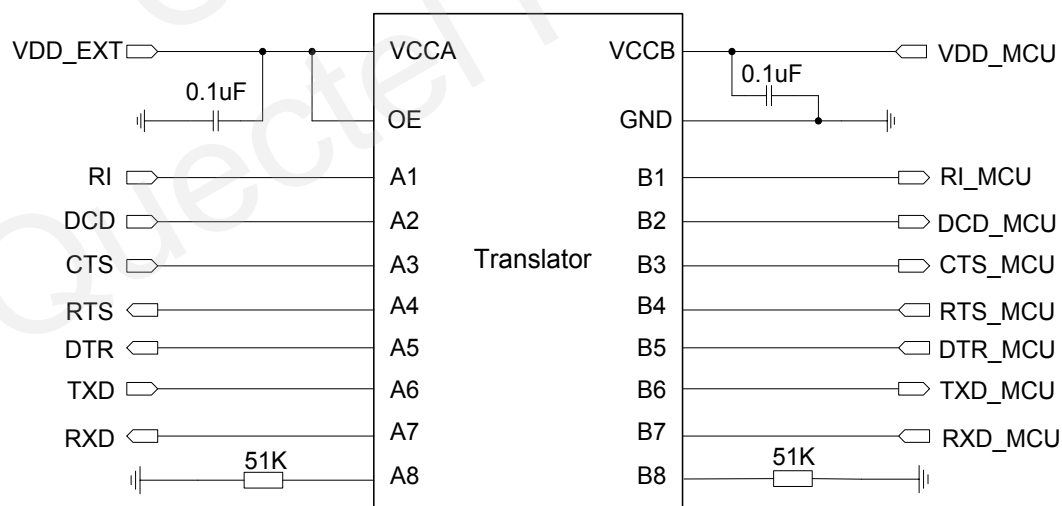 VDD_EXT VCCA VCCB VDD_MCU
0.1uF 0.1uF
OE GND
RI A1 B1 RI_MCU
DCD A2 B2 DCD_MCU
CTS A3 Translator B3 CTS_MCU
RTS A4 B4 RTS_MCU
DTR A5 B5 DTR_MCU
TXD A6 B6 TXD_MCU
RXD A7 B7 RXD_MCU
51K A8 B8 51K
Quectel